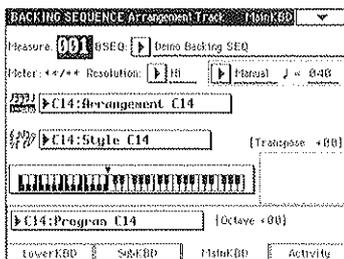 BACKING SEQUENCE Arrangement Track MainKBD
Measure: 001 BSEQ: Demo Backing SEQ
Meter: **/** Resolution: HI Manual ♩= 040
C14:Arrangement C14
C14:Style C14 [Transpose +00]
C14:Program C14 [Octave +00]
LowerKBD SubKBD MainKBD Activity